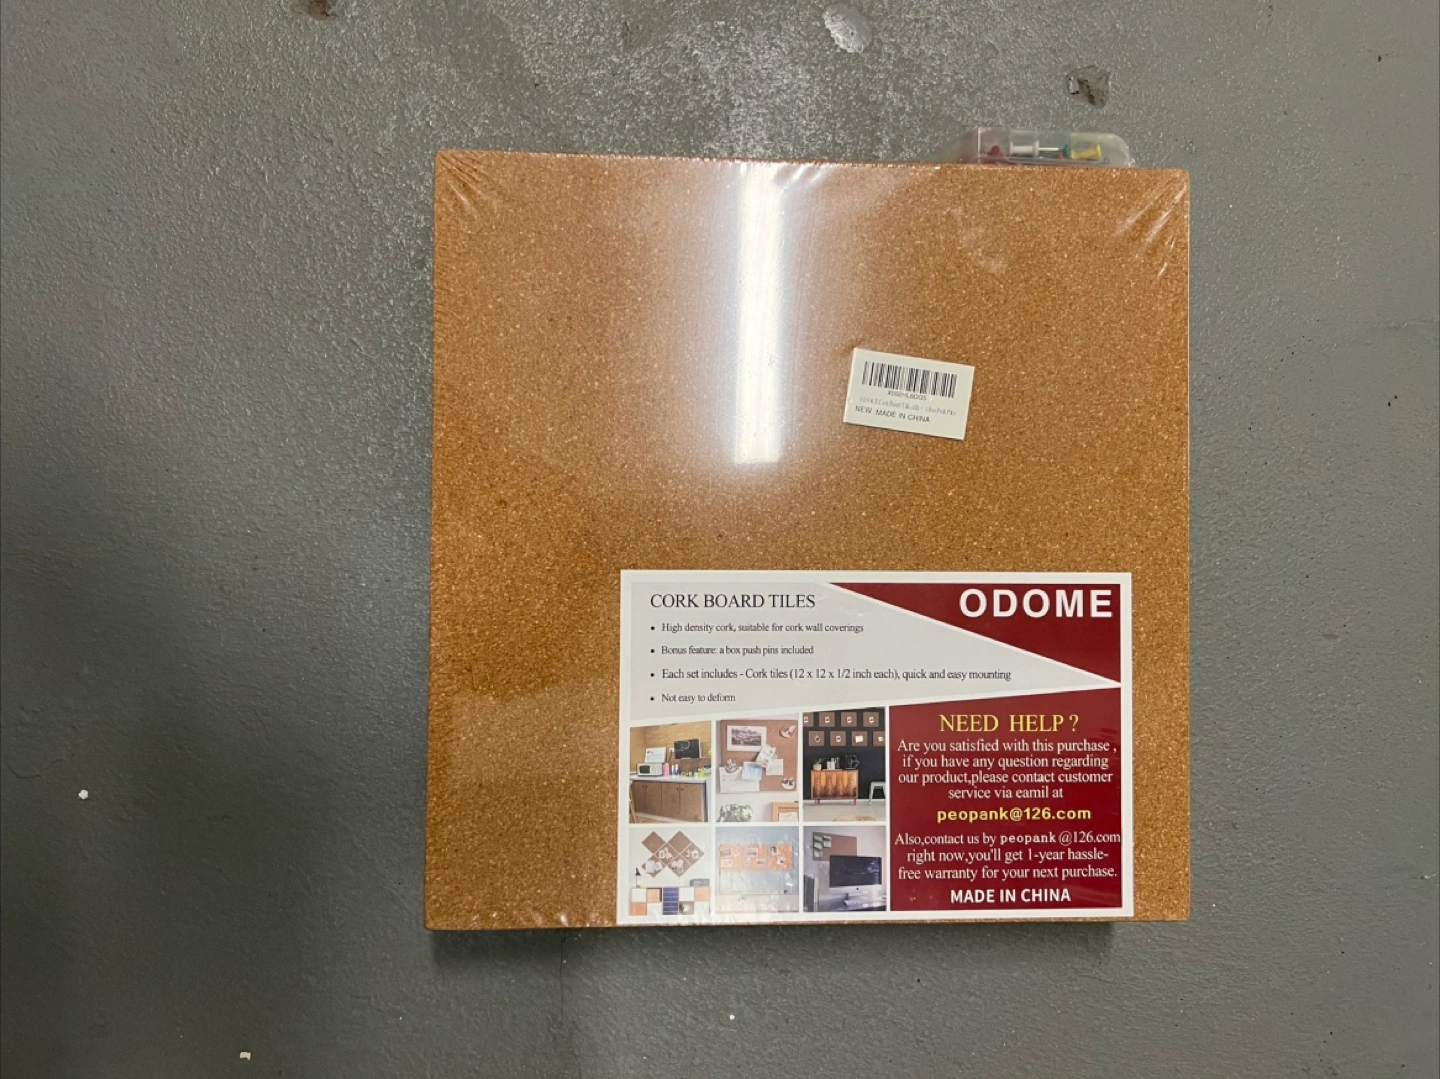 NEW MADE IN CHINA
CORK BOARD TILES
ODOME
• High density cork, suitable for cork wall coverings
• Bonus feature: a box push pins included
• Each set includes - Cork tiles (12 x 12 x 1/2 inch each), quick and easy mounting
• Not easy to deform
NEED HELP ?
Are you satisfied with this purchase ,
if you have any question regarding
our product,please contact customer
service via eamil at
peopank@126.com
Also,contact us by peopank @126.com
right now,you'll get 1-year hassle-
free warranty for your next purchase.
MADE IN CHINA